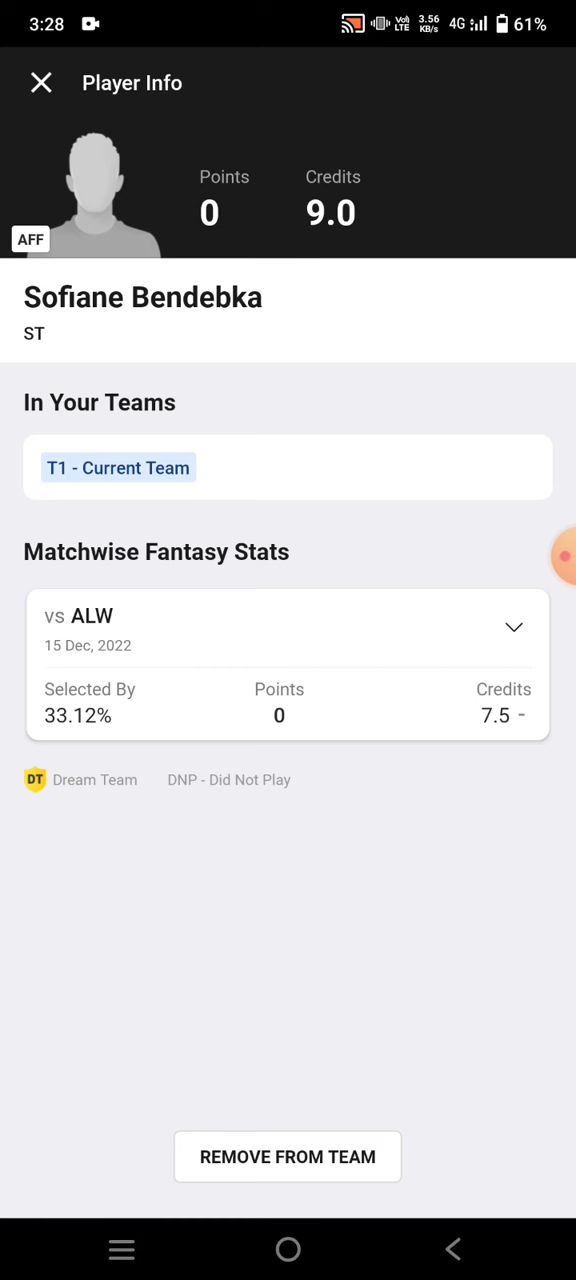 3:28 Vo) LTE 3.56 KB/s 4G 61%
Player Info
Points Credits
0 9.0
AFF
Sofiane Bendebka
ST
In Your Teams
T1 - Current Team
Matchwise Fantasy Stats
vs ALW
15 Dec, 2022
Selected By Points Credits
33.12% 0 7.5 -
DT Dream Team DNP - Did Not Play
REMOVE FROM TEAM